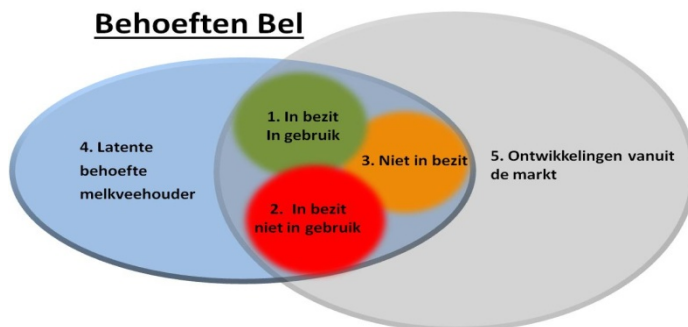 Behoeften Bel
1. In bezit
In gebruik
4. Latente
behoefte
melkveehouder
3. Niet in bezit
5. Ontwikkelingen vanuit
de markt
2. In bezit
niet in gebruik